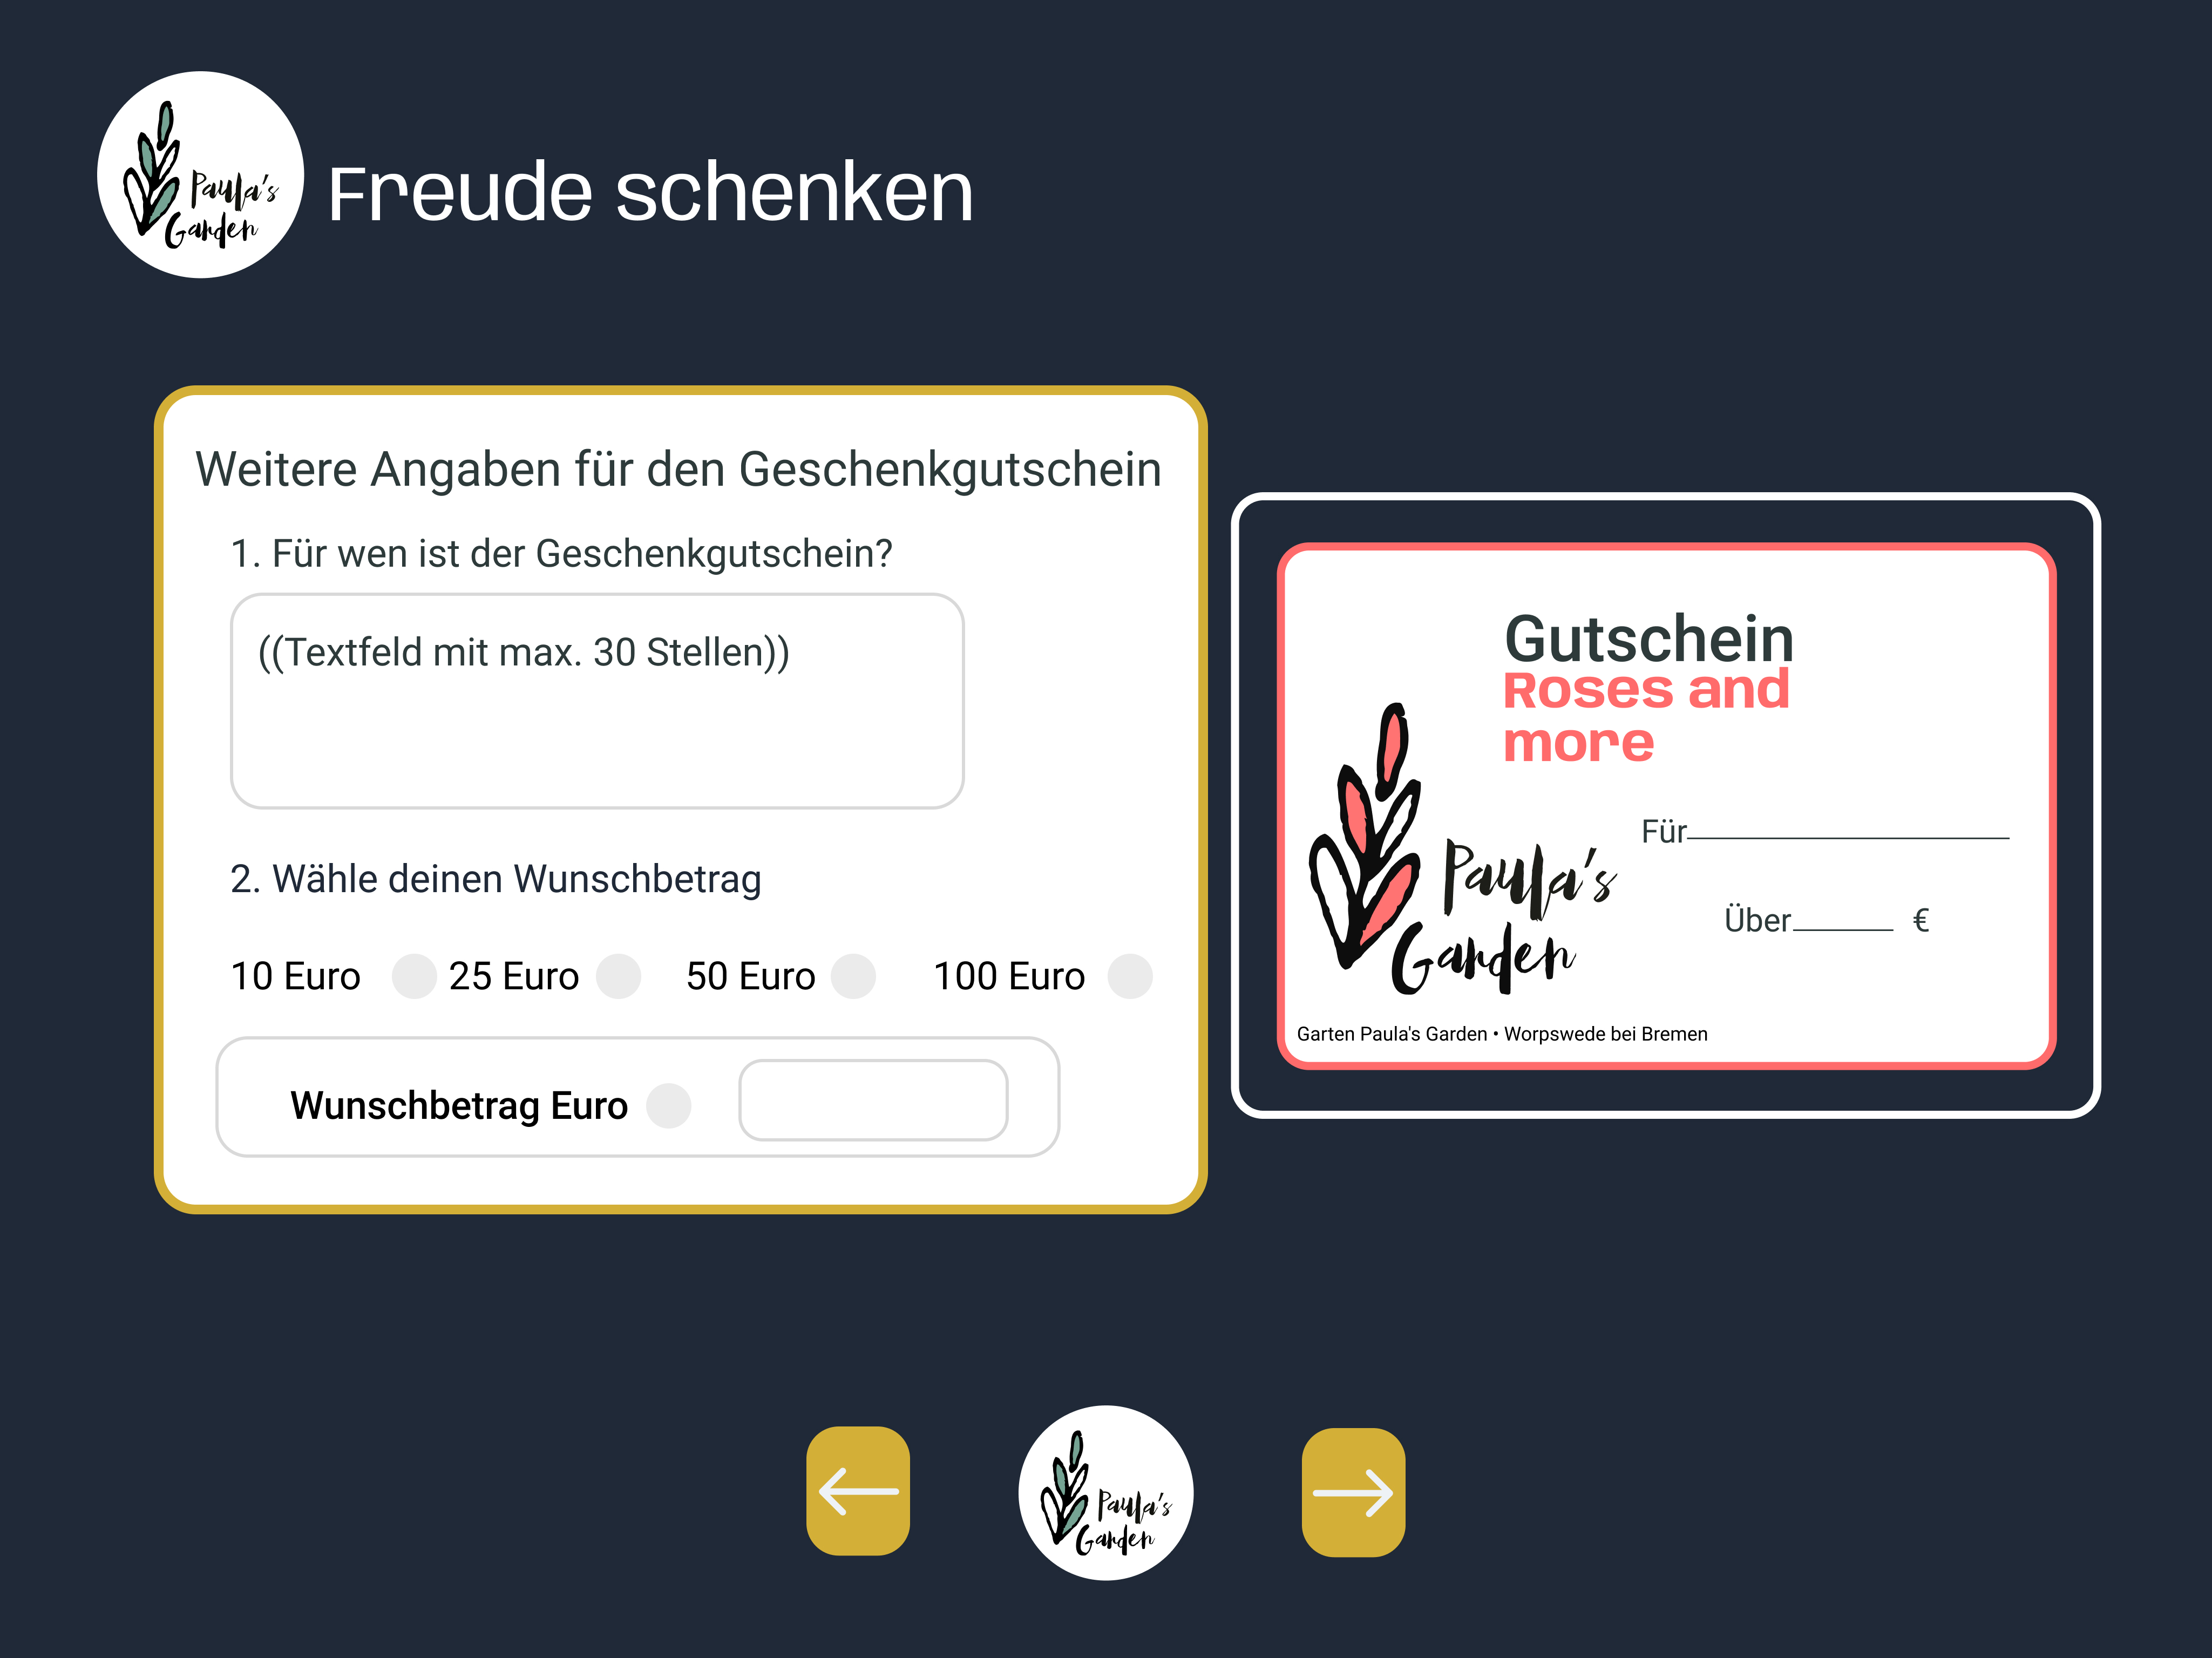 Paula's
Garden
Freude schenken
Weitere Angaben für den Geschenkgutschein
1. Für wen ist der Geschenkgutschein?
((Textfeld mit max. 30 Stellen))
2. Wähle deinen Wunschbetrag
10 Euro 25 Euro 50 Euro 100 Euro
Wunschbetrag Euro
Gutschein
Roses and
more
Für
Über € 
Paula's
Garden
Garten Paula's Garden • Worpswede bei Bremen
Paula's
Garden